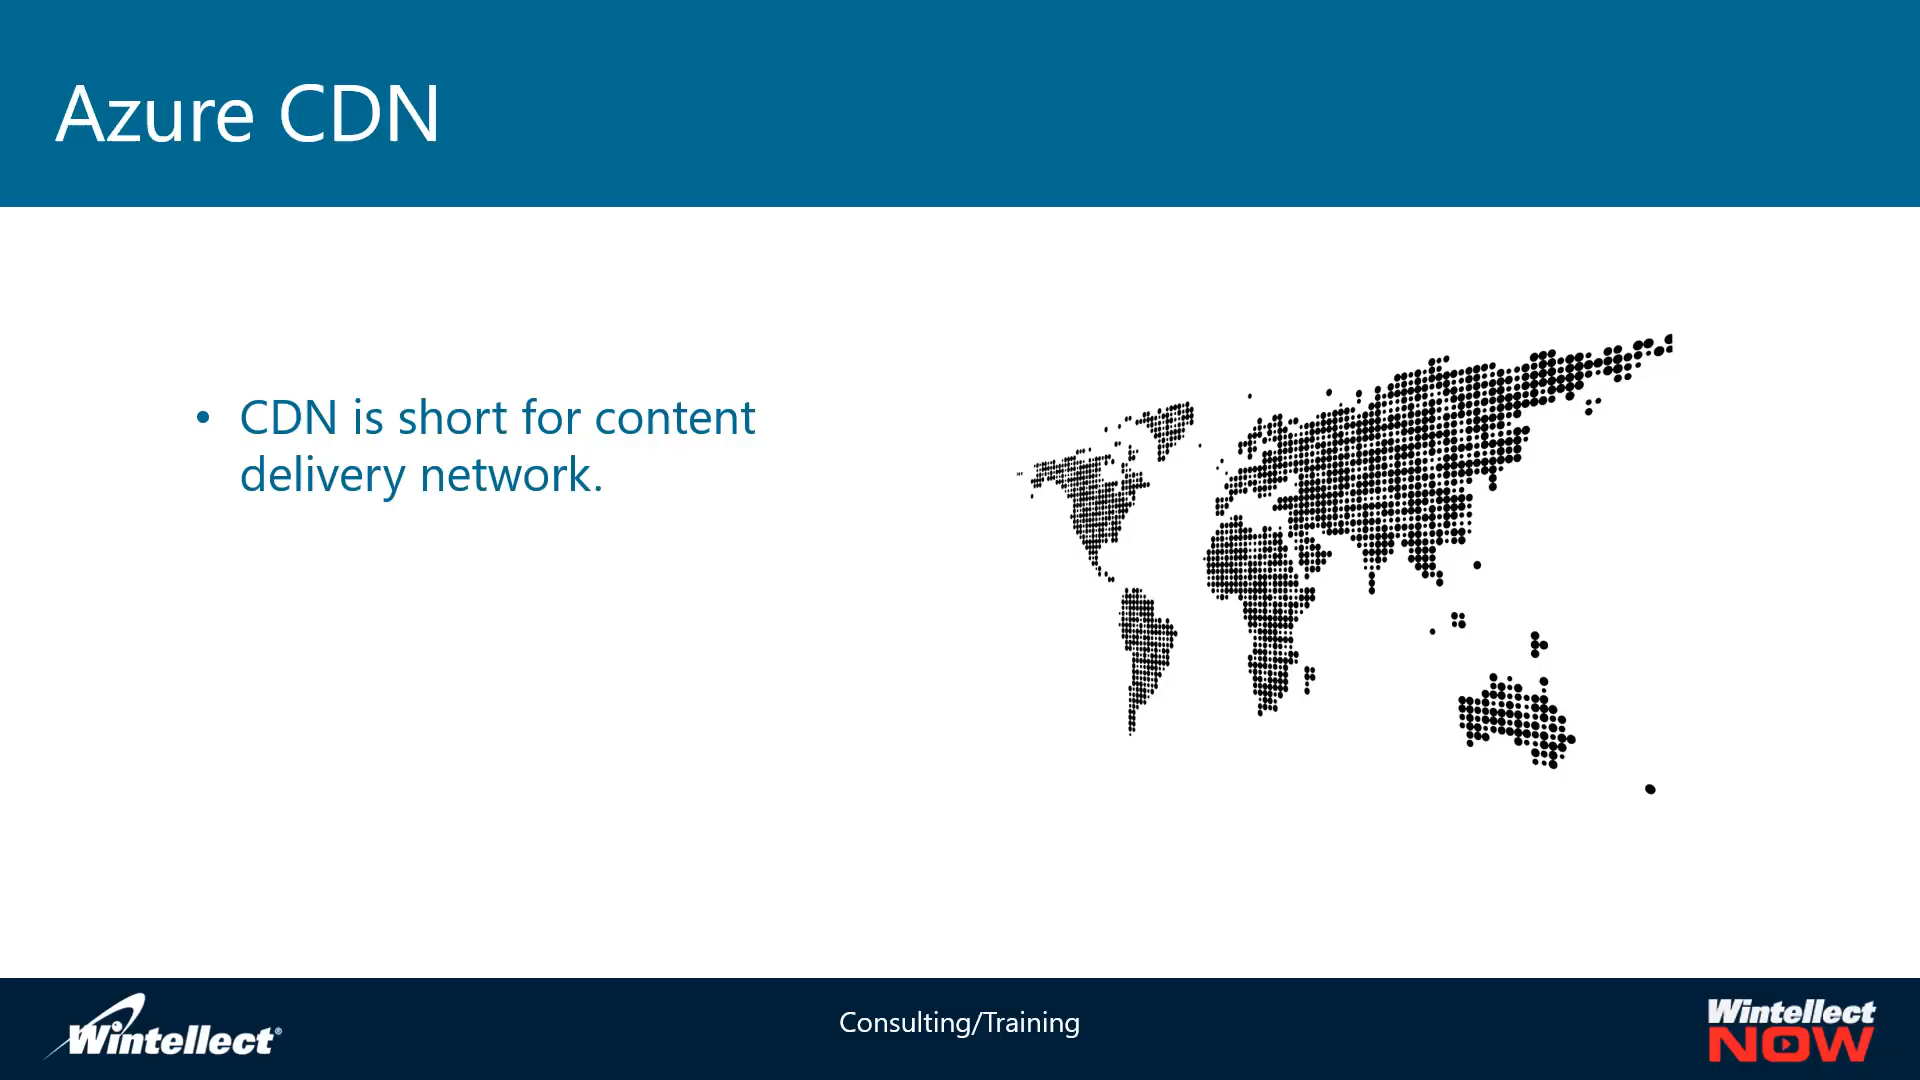 Azure CDN
• CDN is short for content
delivery network.
Wintellect®
Consulting/Training
Wintellect
NOW